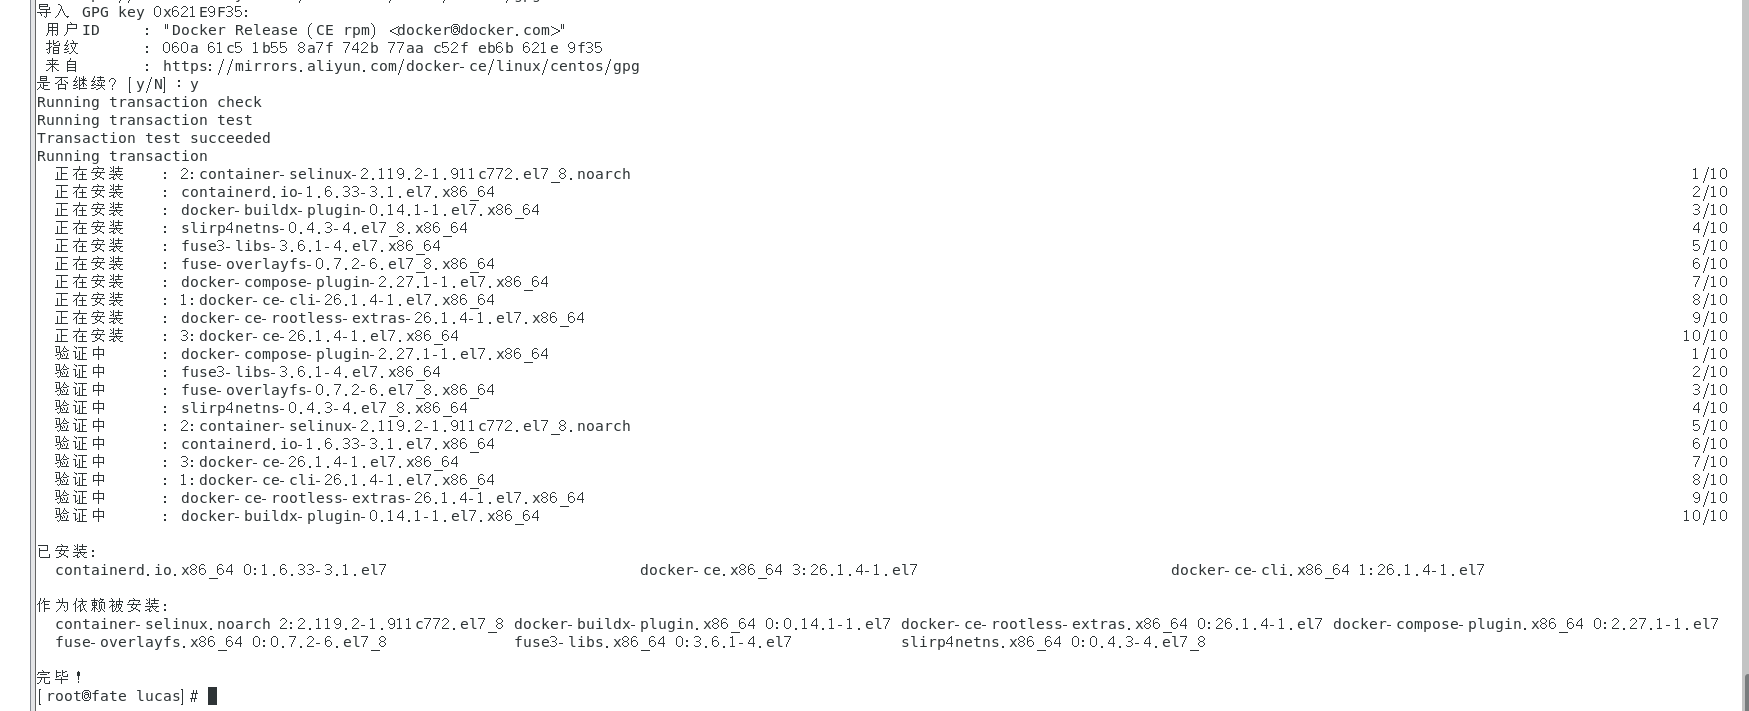 导入 GPG key 0x621E9F35:
用户ID : "Docker Release (CE rpm) <docker@docker.com>"
指纹 : 060a 61c5 1b55 8a7f 742b 77aa c52f eb6b 621e 9f35
来自 : https://mirrors.aliyun.com/docker-ce/linux/centos/gpg
是否继续？[y/N]：y
Running transaction check
Running transaction test
Transaction test succeeded
Running transaction
正在安装 : 2:container-selinux-2.119.2-1.911c772.el7_8.noarch 1/10
正在安装 : containerd.io-1.6.33-3.1.el7.x86_64 2/10
正在安装 : docker-buildx-plugin-0.14.1-1.el7.x86_64 3/10
正在安装 : slirp4netns-0.4.3-4.el7_8.x86_64 4/10
正在安装 : fuse3-libs-3.6.1-4.el7.x86_64 5/10
正在安装 : fuse-overlayfs-0.7.2-6.el7_8.x86_64 6/10
正在安装 : docker-compose-plugin-2.27.1-1.el7.x86_64 7/10
正在安装 : 1:docker-ce-cli-26.1.4-1.el7.x86_64 8/10
正在安装 : docker-ce-rootless-extras-26.1.4-1.el7.x86_64 9/10
正在安装 : 3:docker-ce-26.1.4-1.el7.x86_64 10/10
验证中 : docker-compose-plugin-2.27.1-1.el7.x86_64 1/10
验证中 : fuse3-libs-3.6.1-4.el7.x86_64 2/10
验证中 : fuse-overlayfs-0.7.2-6.el7_8.x86_64 3/10
验证中 : slirp4netns-0.4.3-4.el7_8.x86_64 4/10
验证中 : 2:container-selinux-2.119.2-1.911c772.el7_8.noarch 5/10
验证中 : containerd.io-1.6.33-3.1.el7.x86_64 6/10
验证中 : 3:docker-ce-26.1.4-1.el7.x86_64 7/10
验证中 : 1:docker-ce-cli-26.1.4-1.el7.x86_64 8/10
验证中 : docker-ce-rootless-extras-26.1.4-1.el7.x86_64 9/10
验证中 : docker-buildx-plugin-0.14.1-1.el7.x86_64 10/10
已安装:
containerd.io.x86_64 0:1.6.33-3.1.el7 docker-ce.x86_64 3:26.1.4-1.el7 docker-ce-cli.x86_64 1:26.1.4-1.el7
作为依赖被安装:
container-selinux.noarch 2:2.119.2-1.911c772.el7_8 docker-buildx-plugin.x86_64 0:0.14.1-1.el7 docker-ce-rootless-extras.x86_64 0:26.1.4-1.el7 docker-compose-plugin.x86_64 0:2.27.1-1.el7
fuse-overlayfs.x86_64 0:0.7.2-6.el7_8 fuse3-libs.x86_64 0:3.6.1-4.el7 slirp4netns.x86_64 0:0.4.3-4.el7_8
完毕！
[root@fate lucas]#